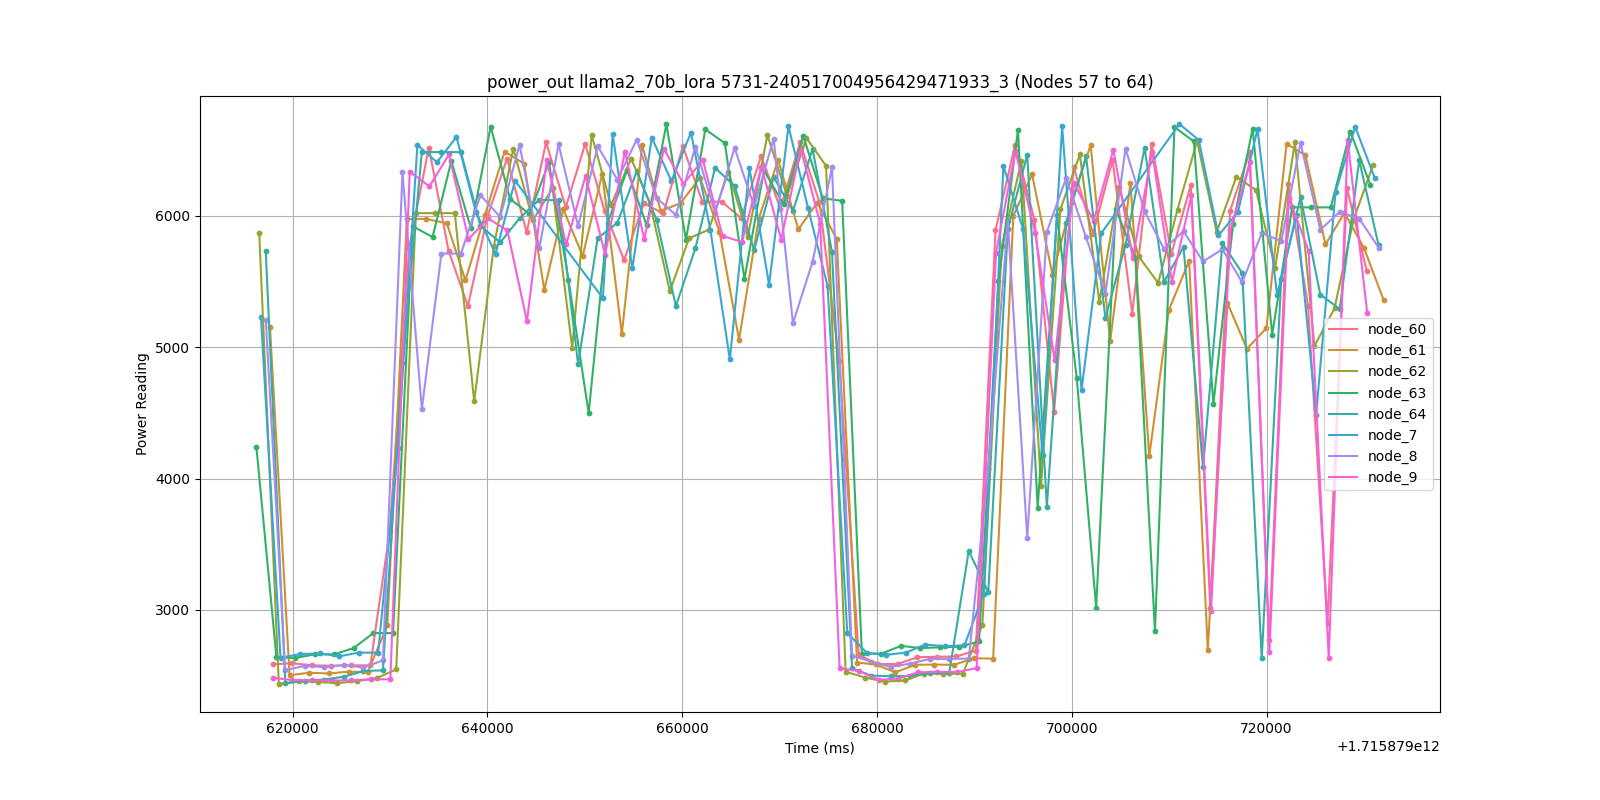 power_out llama2_70b_lora 5731-240517004956429471933_3 (Nodes 57 to 64)
Power Reading
6000
5000
4000
3000
node_60
node_61
node_62
node_63
node_64
node_7
node_8
node_9
620000 640000 660000 680000 700000 720000
Time (ms)
+1.715879e12